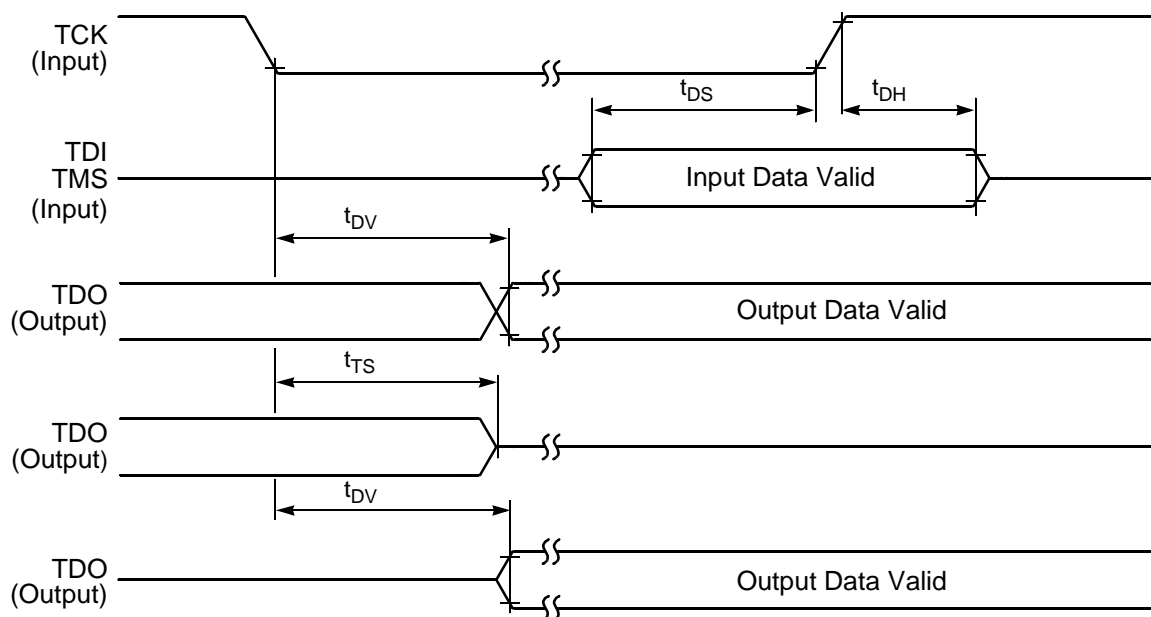 TCK
(Input)
tDS
tDH
TDI
TMS
(Input)
Input Data Valid
tDV
TDO
(Output)
Output Data Valid
tTS
TDO
(Output)
tDV
TDO
(Output)
Output Data Valid